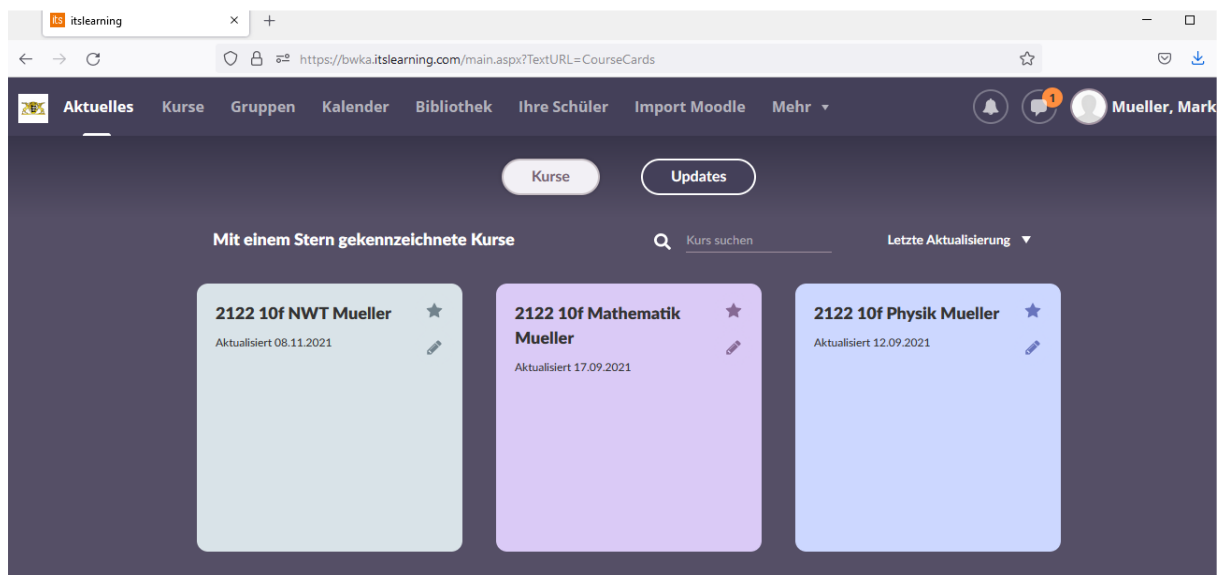 its itslearning
https://bwka.itslearning.com/main.aspx?TextURL=CourseCards
Aktuelles Kurse Gruppen Kalender Bibliothek Ihre Schüler Import Moodle Mehr 1 Mueller, Mark
Kurse Updates
Mit einem Stern gekennzeichnete Kurse Kurs suchen Letzte Aktualisierung
2122 10f NWT Mueller
Aktualisiert 08.11.2021
2122 10f Mathematik
Mueller
Aktualisiert 17.09.2021
2122 10f Physik Mueller
Aktualisiert 12.09.2021